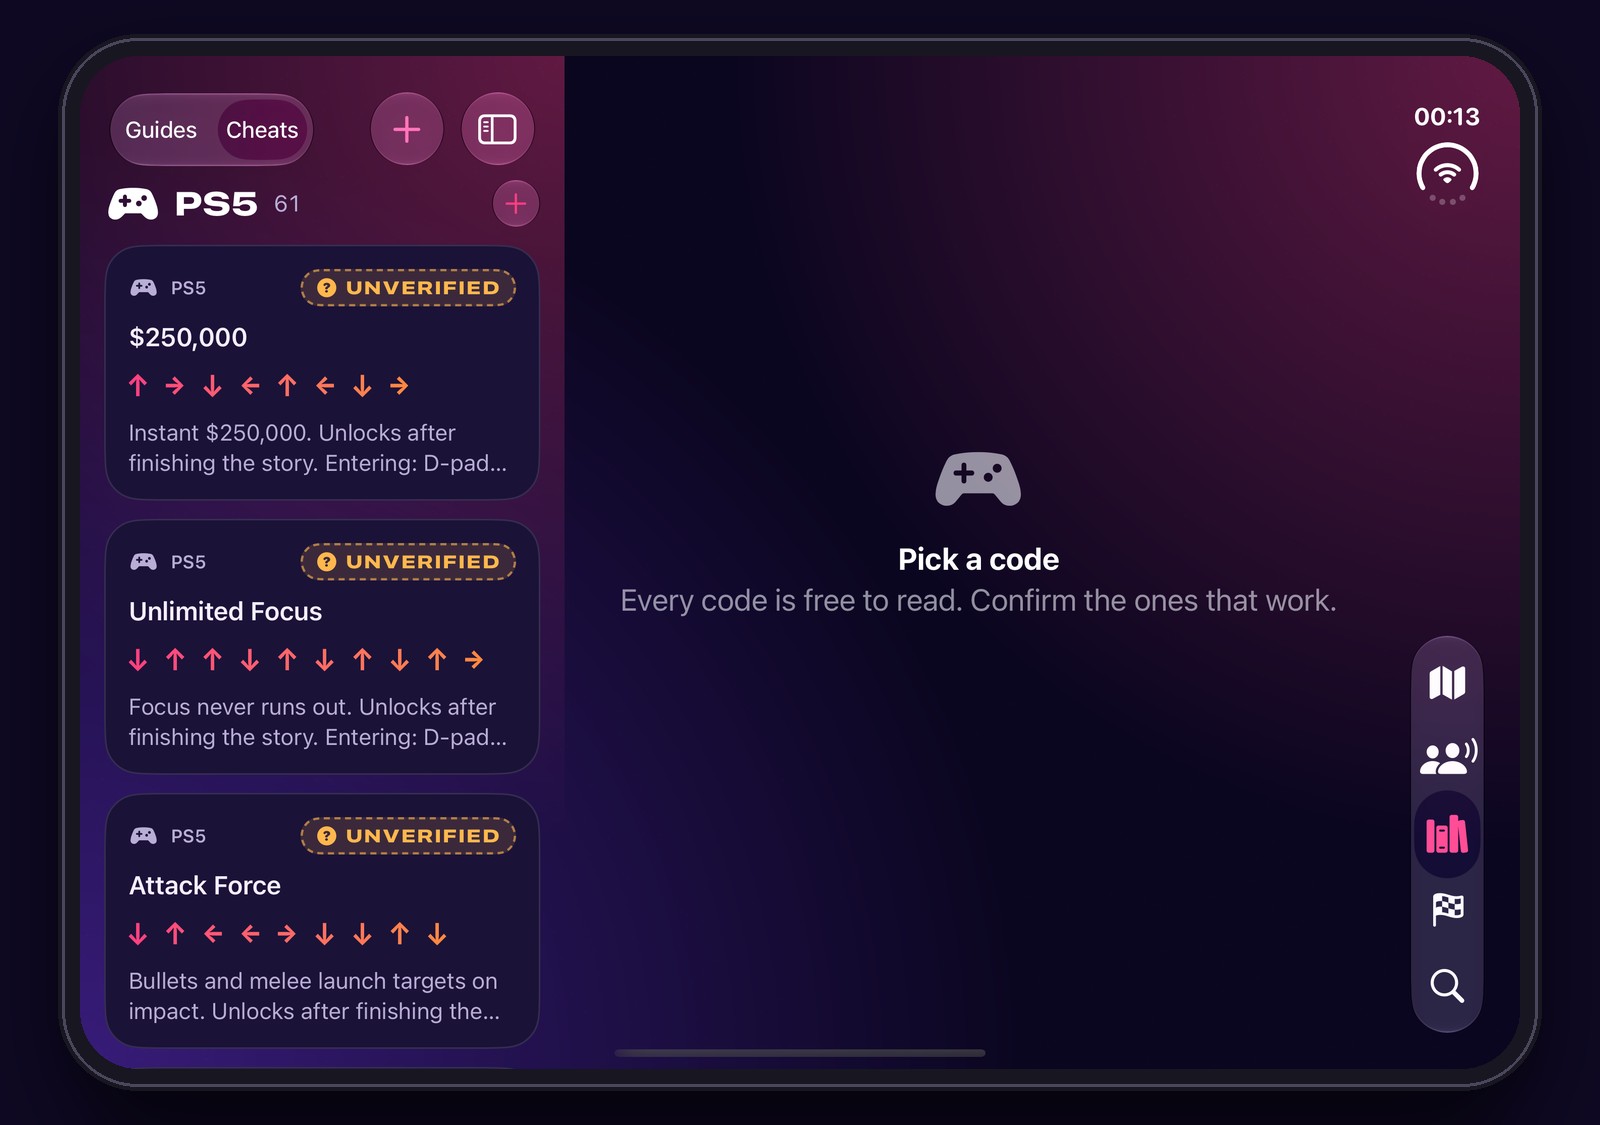 Guides
Cheats
00:13
PS5 61
PS5
UNVERIFIED
$250,000
↑ → ↓ ← ↑ ← ↓ →
Instant $250,000. Unlocks after
finishing the story. Entering: D-pad...
PS5
UNVERIFIED
Unlimited Focus
↓ ↑ ↑ ↓ ↑ ↓ ↑ ↓ ↑ →
Focus never runs out. Unlocks after
finishing the story. Entering: D-pad...
PS5
UNVERIFIED
Attack Force
↓ ↑ ← ← → ↓ ↓ ↑ ↓
Bullets and melee launch targets on
impact. Unlocks after finishing the...
Pick a code
Every code is free to read. Confirm the ones that work.